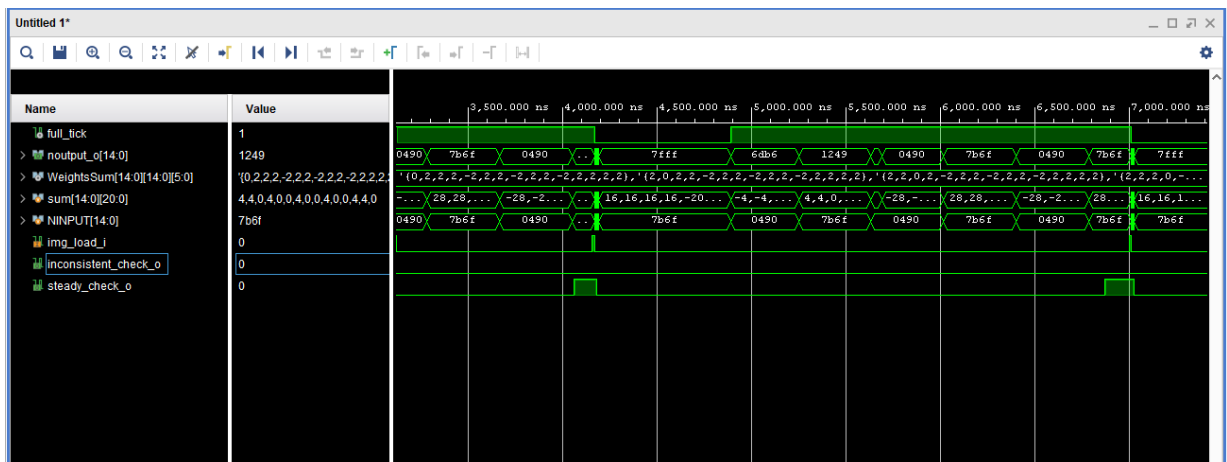 Untitled 1*
Name Value
3,500.000 ns 4,000.000 ns 4,500.000 ns 5,000.000 ns 5,500.000 ns 6,000.000 ns 6,500.000 ns 7,000.000 ns
full_tick 1
noutput_o[14:0] 1249 0490 7b6f 0490 ... 7fff 6db6 1249 0490 7b6f 0490 7b6f 7fff
WeightsSum[14:0][14:0][5:0] '{0,2,2,2,-2,2,2,-2,2,2,-2,2,2,2, '{0,2,2,2,-2,2,2,-2,2,2,-2,2,2,2,2},'{2,0,2,2,-2,2,2,-2,2,2,-2,2,2,2,2},'{2,2,0,2,-2,2,2,-2,2,2,-2,2,2,2,2},'{2,2,2,0,-...
sum[14:0][20:0] 4,4,0,4,0,0,4,0,0,4,0,0,4,4,0 -... 28,28,... -28,-2... ... 16,16,16,16,-20... -4,-4,... 4,4,0,... -28,-... 28,28,... -28,-2... 28... 16,16,1...
NINPUT[14:0] 7b6f 0490 7b6f 0490 ... 7b6f 0490 7b6f 0490 7b6f 0490 7b6f 7b6f
img_load_i 0
inconsistent_check_o 0
steady_check_o 0